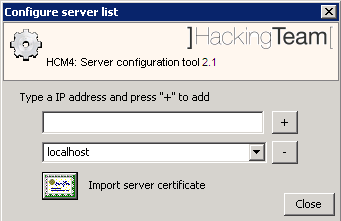 Configure server list
]HackingTeam[
HCM4: Server configuration tool 2.1
Type a IP address and press "+" to add
+
localhost
-
Import server certificate
Close